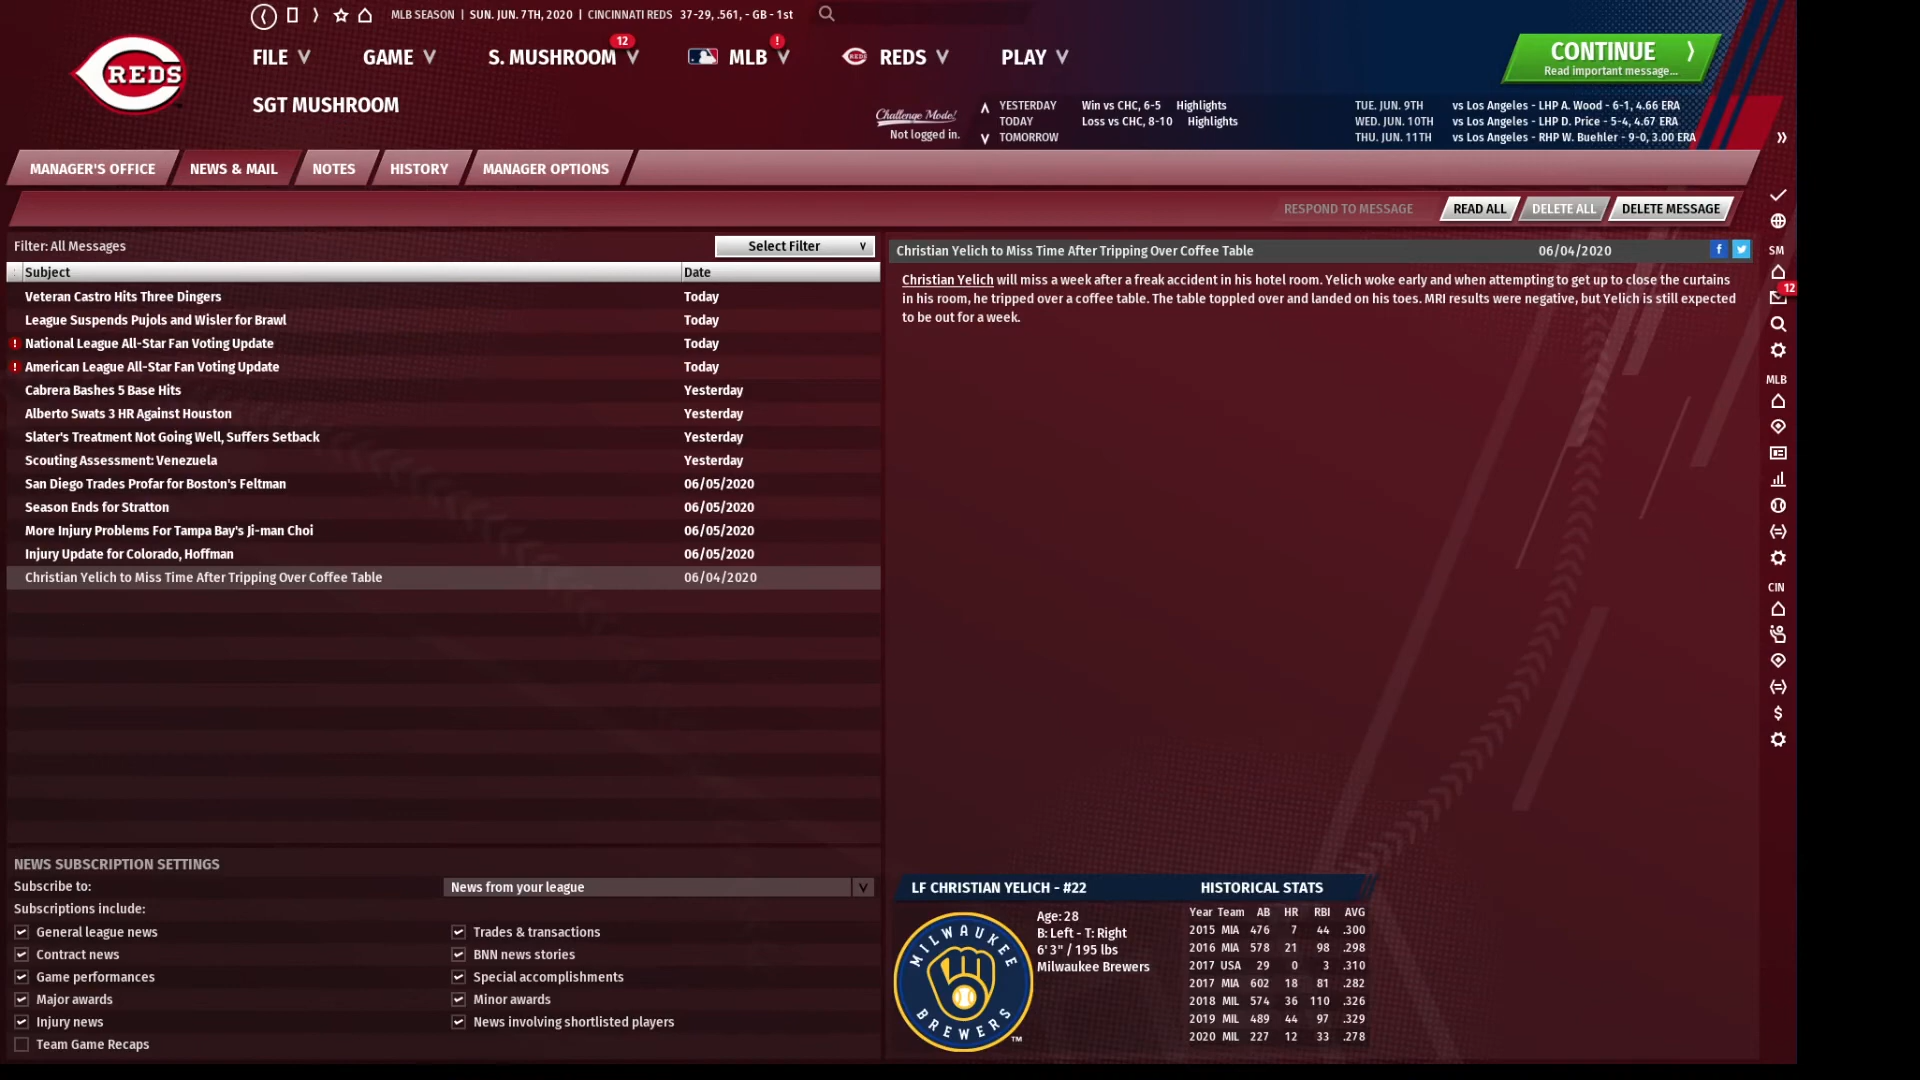 MLB SEASON | SUN. JUN. 7TH, 2020 | CINCINNATI REDS 37-29, .561, - GB - 1st
REDS
FILE GAME S. MUSHROOM 12 MLB ! REDS PLAY
CONTINUE
Read important message...
SGT MUSHROOM
Challenge Mode!
Not logged in.
YESTERDAY Win vs CHC, 6-5 Highlights
TODAY Loss vs CHC, 8-10 Highlights
TOMORROW
TUE. JUN. 9TH vs Los Angeles - LHP A. Wood - 6-1, 4.66 ERA
WED. JUN. 10TH vs Los Angeles - LHP D. Price - 5-4, 4.67 ERA
THU. JUN. 11TH vs Los Angeles - RHP W. Buehler - 9-0, 3.00 ERA
MANAGER'S OFFICE NEWS & MAIL NOTES HISTORY MANAGER OPTIONS
RESPOND TO MESSAGE READ ALL DELETE ALL DELETE MESSAGE
Filter: All Messages Select Filter
Subject Date
Veteran Castro Hits Three Dingers Today
League Suspends Pujols and Wisler for Brawl Today
! National League All-Star Fan Voting Update Today
! American League All-Star Fan Voting Update Today
Cabrera Bashes 5 Base Hits Yesterday
Alberto Swats 3 HR Against Houston Yesterday
Slater's Treatment Not Going Well, Suffers Setback Yesterday
Scouting Assessment: Venezuela Yesterday
San Diego Trades Profar for Boston's Feltman 06/05/2020
Season Ends for Stratton 06/05/2020
More Injury Problems For Tampa Bay's Ji-man Choi 06/05/2020
Injury Update for Colorado, Hoffman 06/05/2020
Christian Yelich to Miss Time After Tripping Over Coffee Table 06/04/2020
Christian Yelich to Miss Time After Tripping Over Coffee Table 06/04/2020
Christian Yelich will miss a week after a freak accident in his hotel room. Yelich woke early and when attempting to get up to close the curtains
in his room, he tripped over a coffee table. The table toppled over and landed on his toes. MRI results were negative, but Yelich is still expected
to be out for a week.
SM
12
MLB
CIN
$
NEWS SUBSCRIPTION SETTINGS
Subscribe to: News from your league
Subscriptions include:
General league news Trades & transactions
Contract news BNN news stories
Game performances Special accomplishments
Major awards Minor awards
Injury news News involving shortlisted players
Team Game Recaps
LF CHRISTIAN YELICH - #22
MILWAUKEE
BREWERS
TM
Age: 28
B: Left - T: Right
6' 3" / 195 lbs
Milwaukee Brewers
HISTORICAL STATS
Year Team AB HR RBI AVG
2015 MIA 476 7 44 .300
2016 MIA 578 21 98 .298
2017 USA 29 0 3 .310
2017 MIA 602 18 81 .282
2018 MIL 574 36 110 .326
2019 MIL 489 44 97 .329
2020 MIL 227 12 33 .278